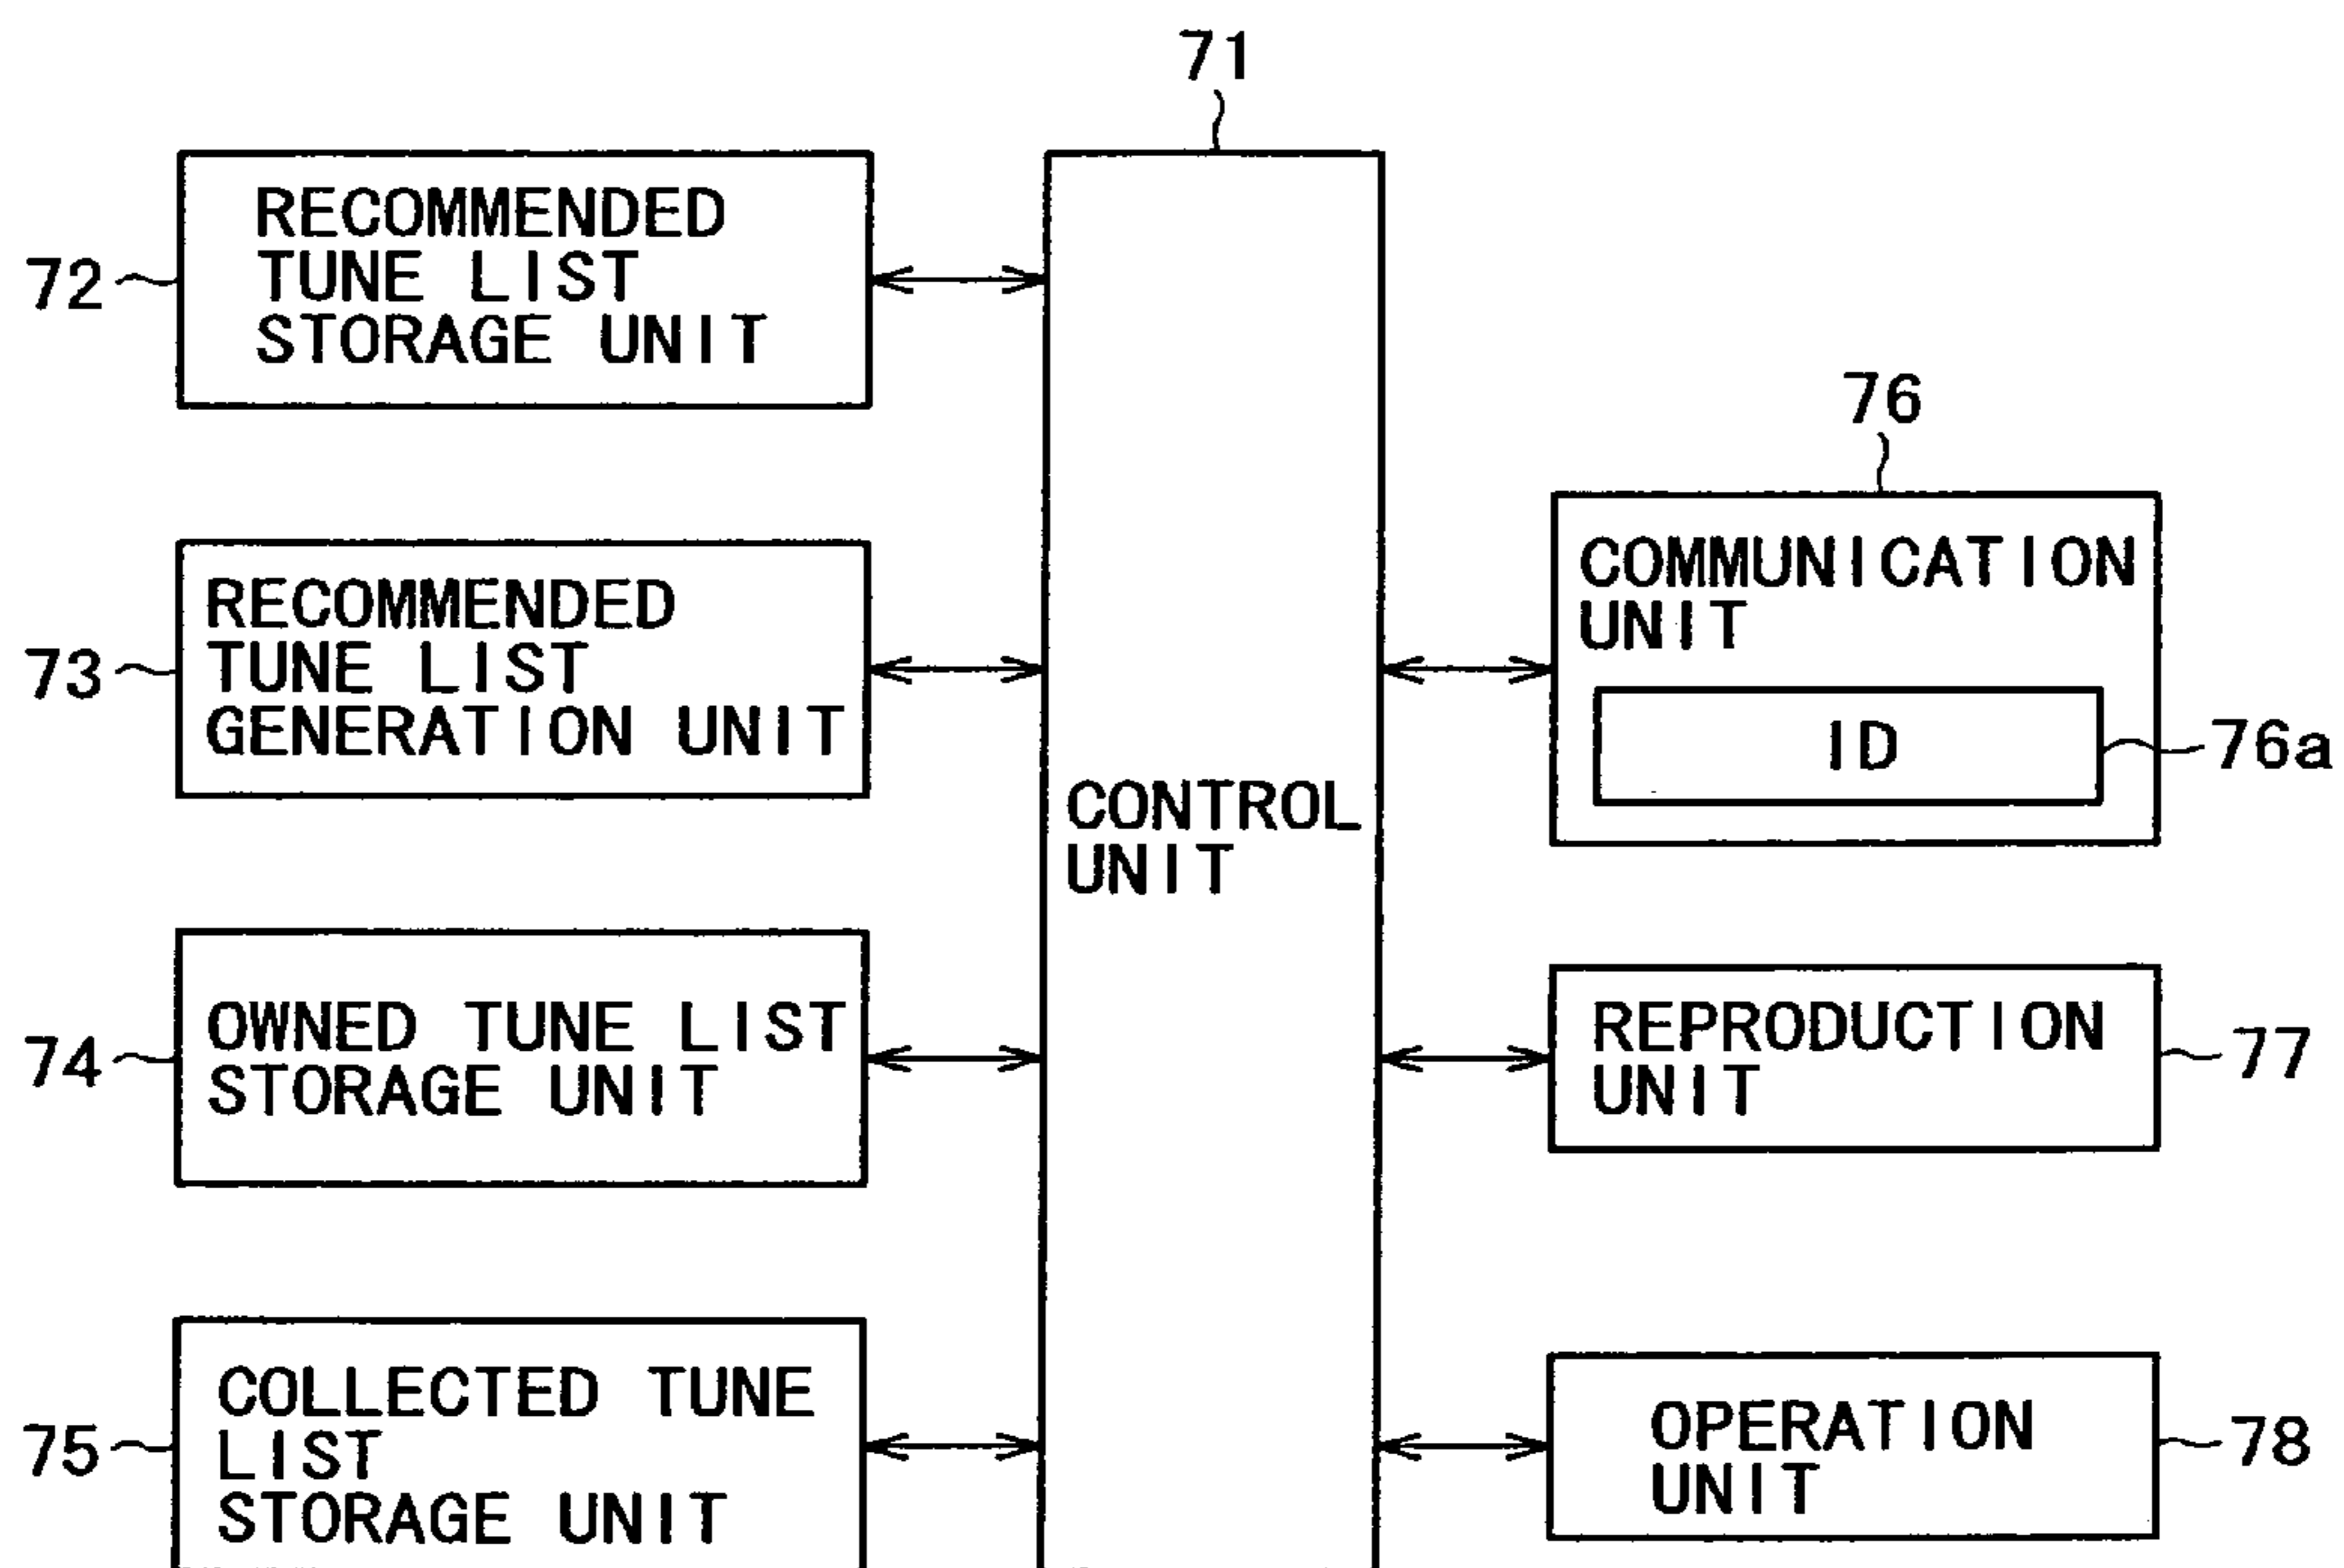 71
72
RECOMMENDED
TUNE LIST
STORAGE UNIT
73
RECOMMENDED
TUNE LIST
GENERATION UNIT
74
OWNED TUNE LIST
STORAGE UNIT
75
COLLECTED TUNE
LIST
STORAGE UNIT
CONTROL
UNIT
76
COMMUNICATION
UNIT
ID
76a
REPRODUCTION
UNIT
77
OPERATION
UNIT
78